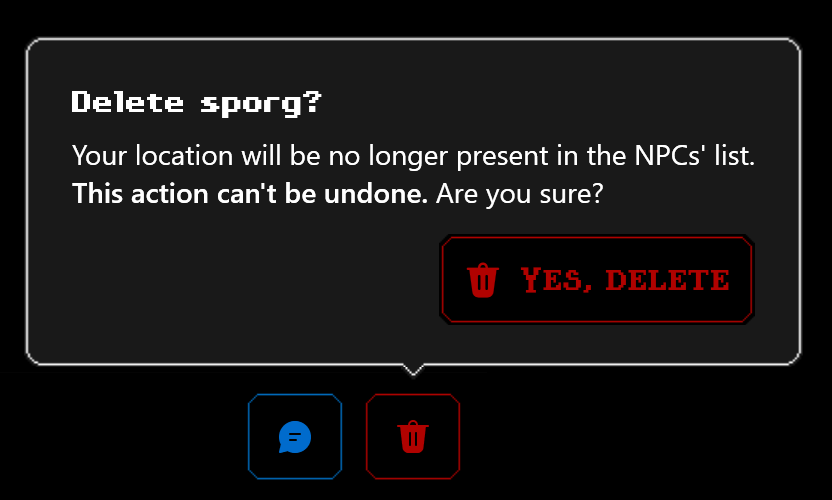 Delete sporg?
Your location will be no longer present in the NPCs' list.
This action can't be undone. Are you sure?
YES, DELETE